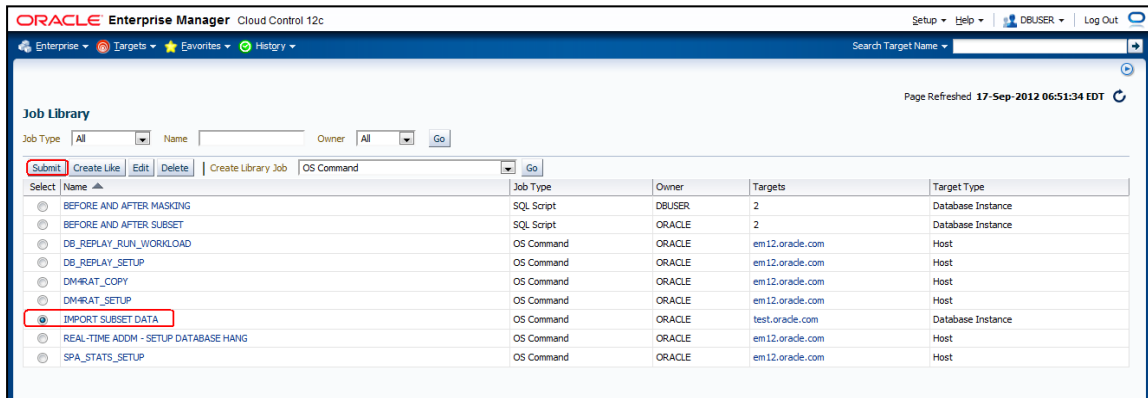 ORACLE Enterprise Manager Cloud Control 12c Setup Help DBUSER Log Out
Enterprise Targets Favorites History Search Target Name
Page Refreshed 17-Sep-2012 06:51:34 EDT
Job Library
Job Type All Name Owner All Go
Submit Create Like Edit Delete Create Library Job OS Command Go
Select Name Job Type Owner Targets Target Type
BEFORE AND AFTER MASKING SQL Script DBUSER 2 Database Instance
BEFORE AND AFTER SUBSET SQL Script ORACLE 2 Database Instance
DB_REPLAY_RUN_WORKLOAD OS Command ORACLE em12.oracle.com Host
DB_REPLAY_SETUP OS Command ORACLE em12.oracle.com Host
DM4RAT_COPY OS Command ORACLE em12.oracle.com Host
DM4RAT_SETUP OS Command ORACLE em12.oracle.com Host
IMPORT SUBSET DATA OS Command ORACLE test.oracle.com Database Instance
REAL-TIME ADDM - SETUP DATABASE HANG OS Command ORACLE em12.oracle.com Host
SPA_STATS_SETUP OS Command ORACLE em12.oracle.com Host